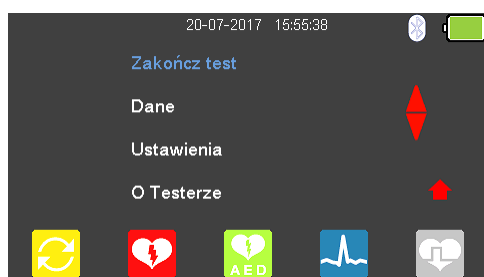 20-07-2017 15:55:38
Zakończ test
Dane
Ustawienia
O Testerze
AED